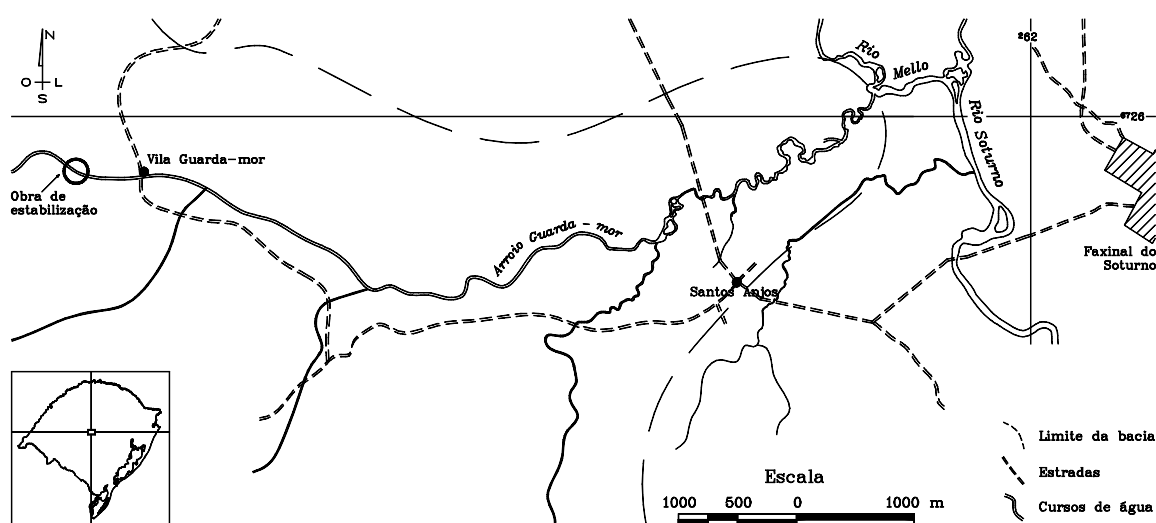 N
O L
S
262
Rio
Mello
Rio Soturno
6726
Vila Guarda-mor
Obra de
estabilização
Arroio Guarda - mor
Santos Anjos
Faxinal do
Soturno
Limite da bacia
Estradas
Cursos de água
Escala
1000 500 0 1000 m